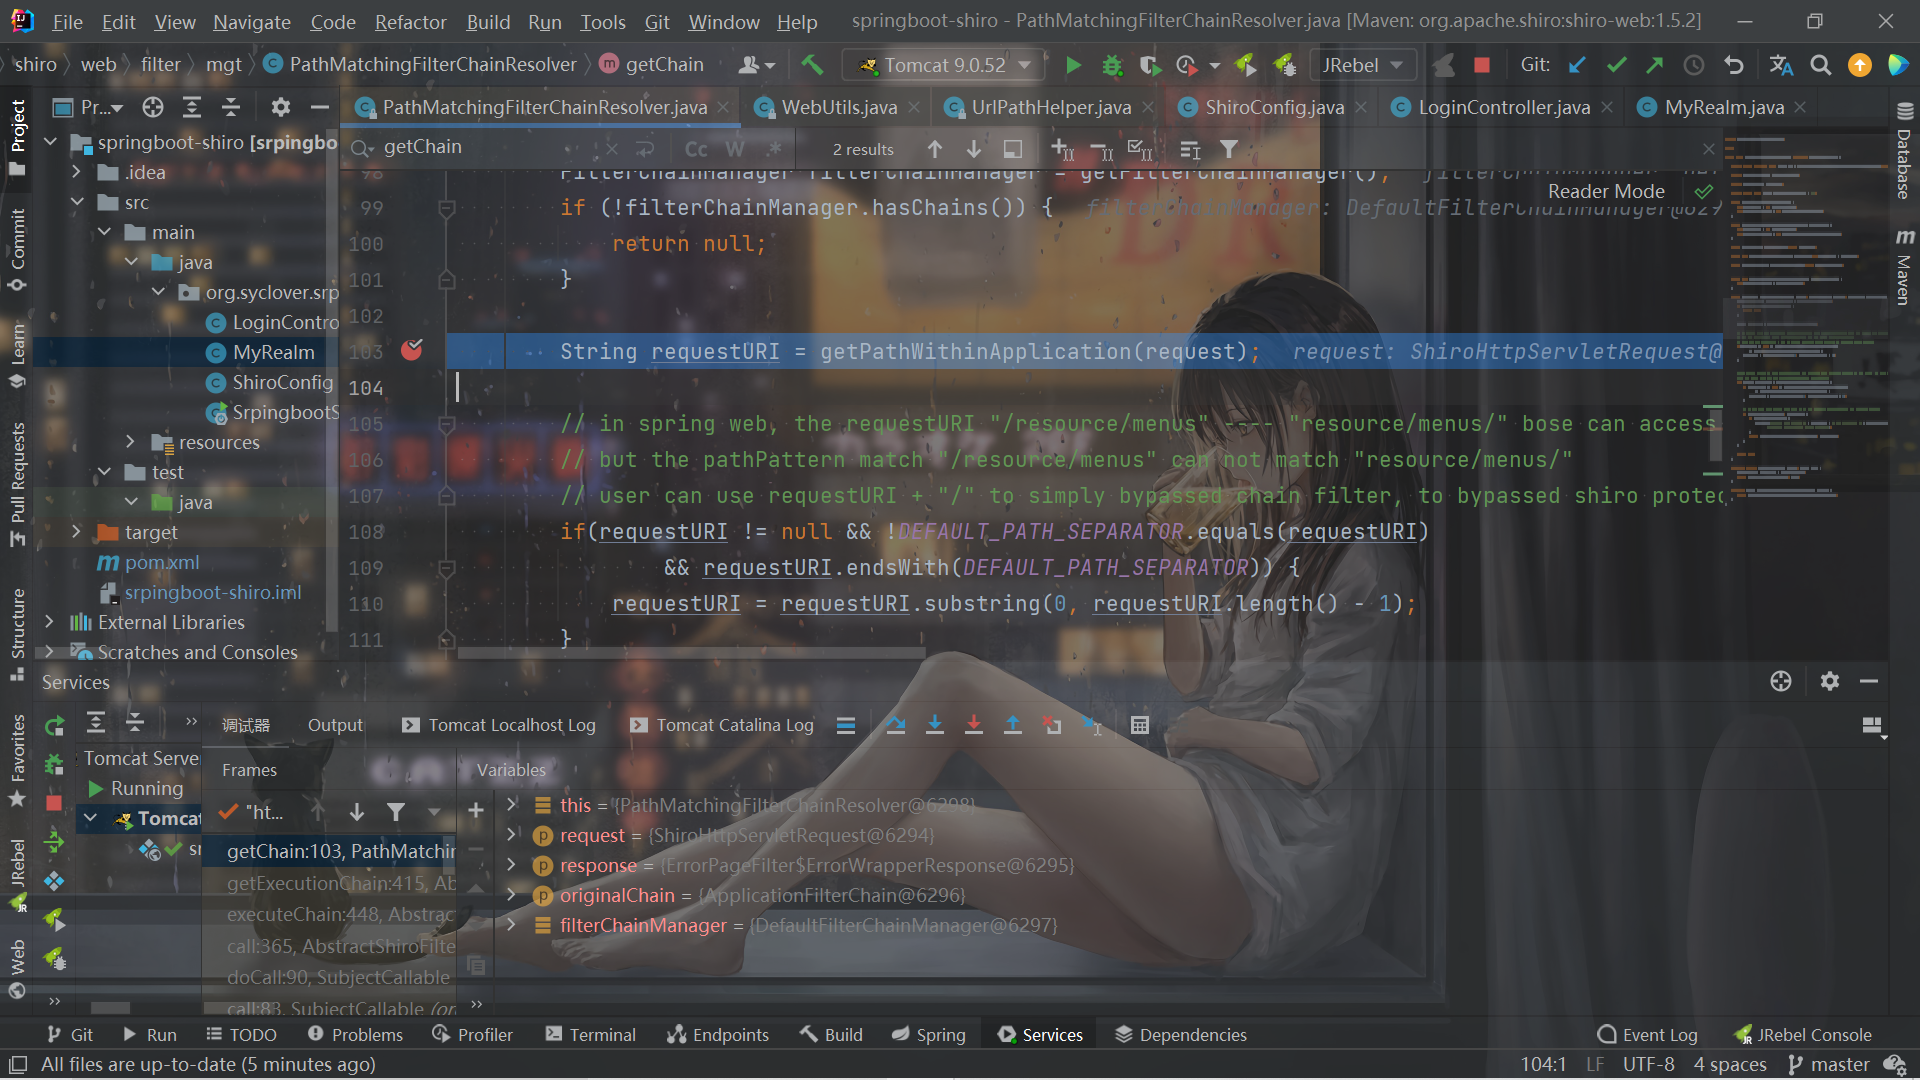 File Edit View Navigate Code Refactor Build Run Tools Git Window Help springboot-shiro - PathMatchingFilterChainResolver.java [Maven: org.apache.shiro:shiro-web:1.5.2]
shiro web filter mgt PathMatchingFilterChainResolver getChain Tomcat 9.0.52 JRebel Git:
Pr... PathMatchingFilterChainResolver.java WebUtils.java UrlPathHelper.java ShiroConfig.java LoginController.java MyRealm.java
getChain Cc W .* 2 results
Reader Mode
Project
Commit
Learn
Pull Requests
Structure
Favorites
JRebel
Web
springboot-shiro [srpingbo
.idea
src
main
java
org.syclover.srp
LoginContro
MyRealm
ShiroConfig
SrpingbootS
resources
test
java
target
pom.xml
srpingboot-shiro.iml
External Libraries
Scratches and Consoles
98 FilterChainManager filterChainManager = getFilterChainManager();
99 if (!filterChainManager.hasChains()) { filterChainManager: DefaultFilterChainManager@629
100 return null;
101 }
102
103 String requestURI = getPathWithinApplication(request); request: ShiroHttpServletRequest@
104
105 // in spring web, the requestURI "/resource/menus" ---- "resource/menus/" bose can access
106 // but the pathPattern match "/resource/menus" can not match "resource/menus/"
107 // user can use requestURI + "/" to simply bypassed chain filter, to bypassed shiro protec
108 if(requestURI != null && !DEFAULT_PATH_SEPARATOR.equals(requestURI)
109 && requestURI.endsWith(DEFAULT_PATH_SEPARATOR)) {
110 requestURI = requestURI.substring(0, requestURI.length() - 1);
111 }
Database
Maven
Services
调试器 Output Tomcat Localhost Log Tomcat Catalina Log
Tomcat Serve
Running
Tomcat
sr
Frames
"ht...
getChain:103, PathMatchin
getExecutionChain:415, Ab
executeChain:448, Abstrac
call:365, AbstractShiroFilte
doCall:90, SubjectCallable
call:83, SubjectCallable (or
Variables
this = {PathMatchingFilterChainResolver@6298}
request = {ShiroHttpServletRequest@6294}
response = {ErrorPageFilter$ErrorWrapperResponse@6295}
originalChain = {ApplicationFilterChain@6296}
filterChainManager = {DefaultFilterChainManager@6297}
Git Run TODO Problems Profiler Terminal Endpoints Build Spring Services Dependencies Event Log JRebel Console
All files are up-to-date (5 minutes ago) 104:1 LF UTF-8 4 spaces master